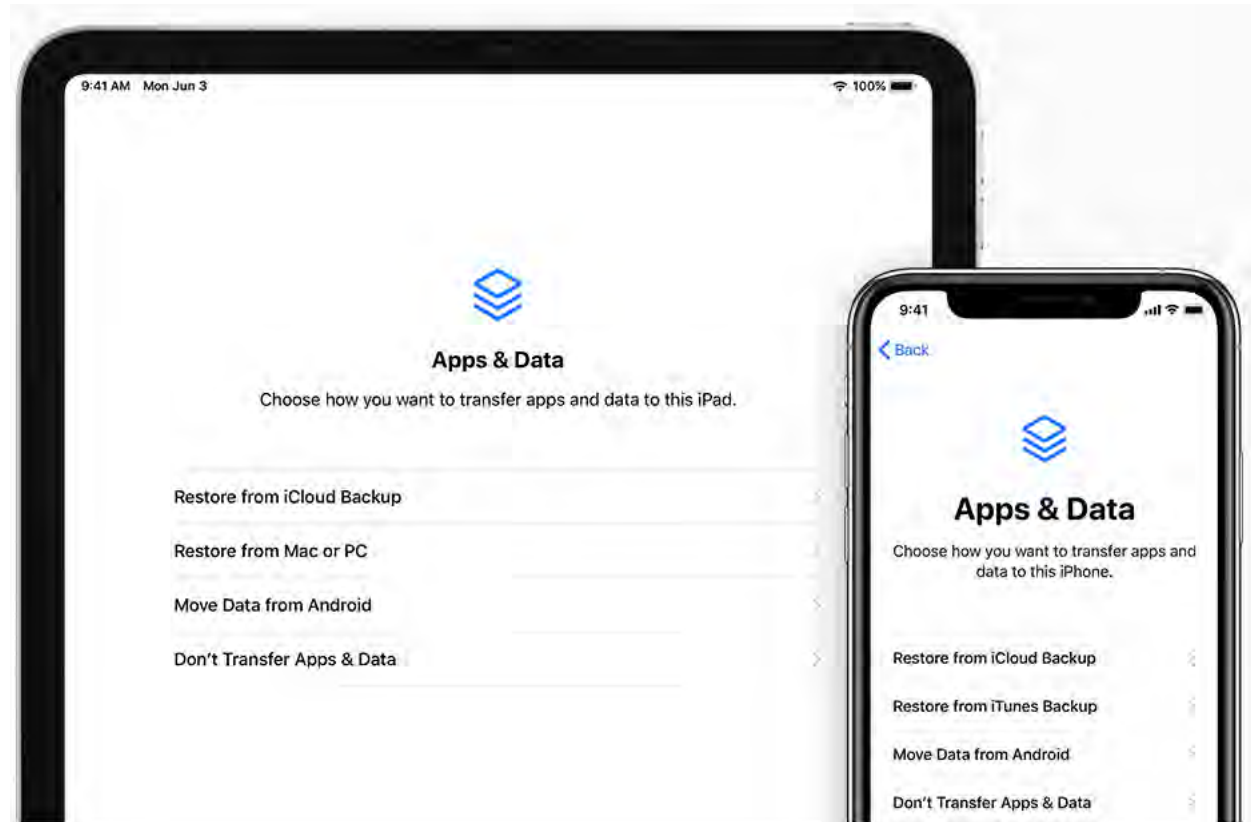 9:41 AM Mon Jun 3
100%
Apps & Data
Choose how you want to transfer apps and data to this iPad.
Restore from iCloud Backup
Restore from Mac or PC
Move Data from Android
Don't Transfer Apps & Data
9:41
Back
Apps & Data
Choose how you want to transfer apps and
data to this iPhone.
Restore from iCloud Backup
Restore from iTunes Backup
Move Data from Android
Don't Transfer Apps & Data